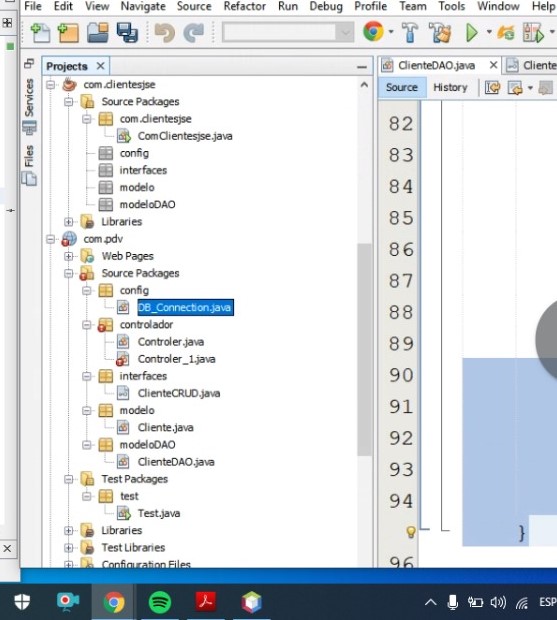 File Edit View Navigate Source Refactor Run Debug Profile Team Tools Window Help
Projects
ClienteDAO.java
Cliente
Source History
Services
Files
com.clientesjse
Source Packages
com.clientesjse
ComClientesjse.java
config
interfaces
modelo
modeloDAO
Libraries
com.pdv
Web Pages
Source Packages
config
DB_Connection.java
controlador
Controler.java
Controler_1.java
interfaces
ClienteCRUD.java
modelo
Cliente.java
modeloDAO
ClienteDAO.java
Test Packages
test
Test.java
Libraries
Test Libraries
Configuration Files
82
83
84
85
86
87
88
89
90
91
92
93
94
}
96
ESP